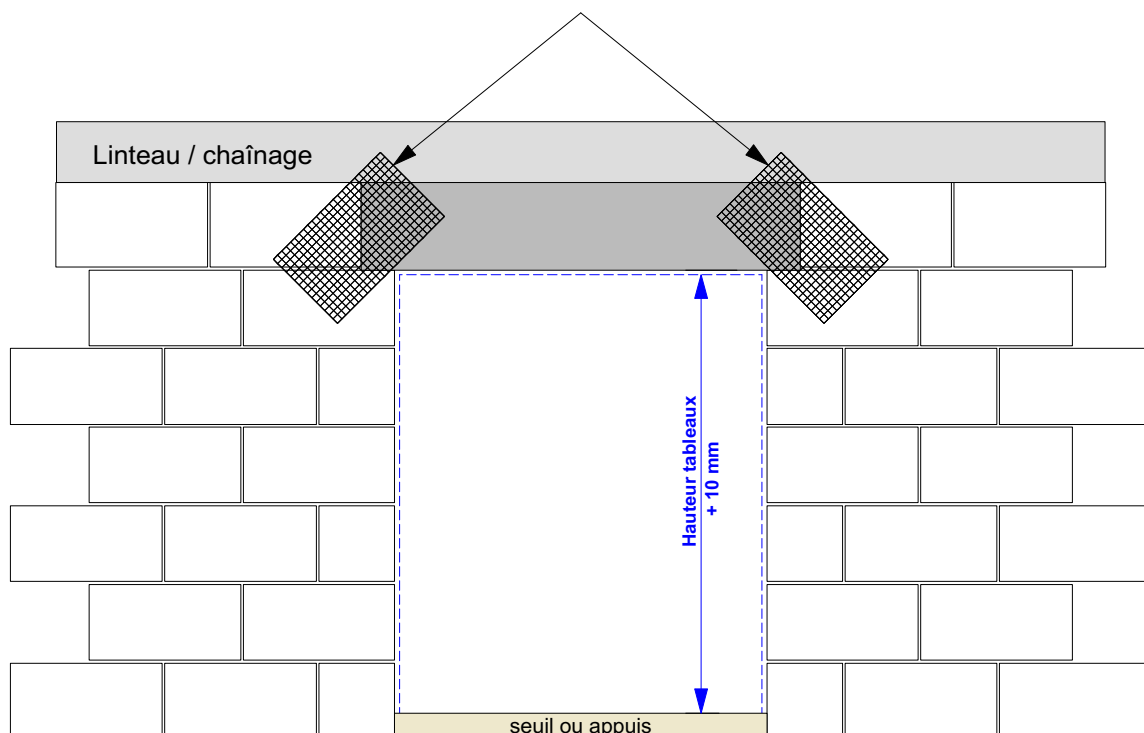 Linteau / chaînage
Hauteur tableaux
+ 10 mm
seuil ou appuis